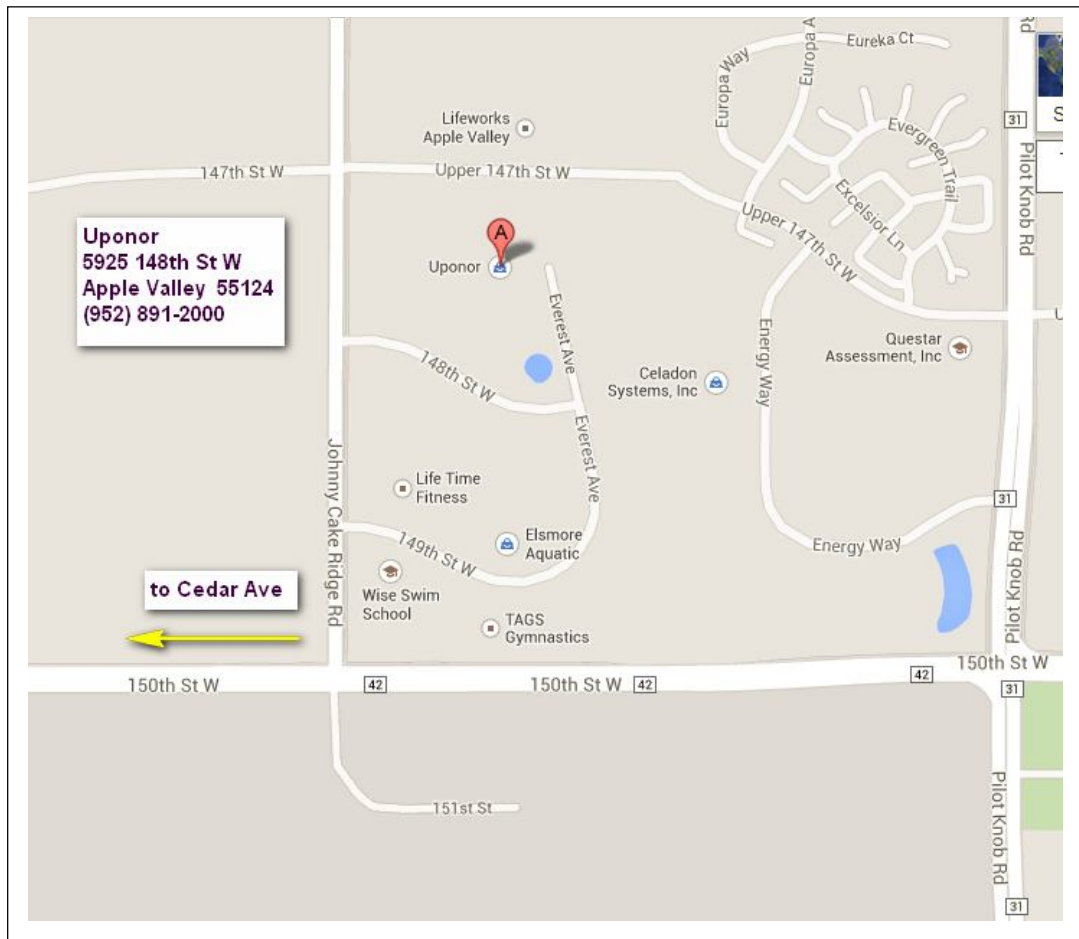 Eureka Ct
Europa Way
Europa A
31
S
Lifeworks
Apple Valley
Evergreen Trail
Pilot Knob Rd
147th St W
Upper 147th St W
Excelsior Ln
Upper 147th St W
Uponor
5925 148th St W
Apple Valley 55124
(952) 891-2000
A
Uponor
Everest Ave
Energy Way
U
Questar
Assessment, Inc
148th St W
Celadon
Systems, Inc
Everest Ave
Johnny Cake Ridge Rd
Life Time
Fitness
31
149th St W
Elsmore
Aquatic
Energy Way
Pilot Knob Rd
to Cedar Ave
Wise Swim
School
TAGS
Gymnastics
150th St W
42
150th St W
42
42
150th St W
31
151st St
Pilot Knob Rd
31